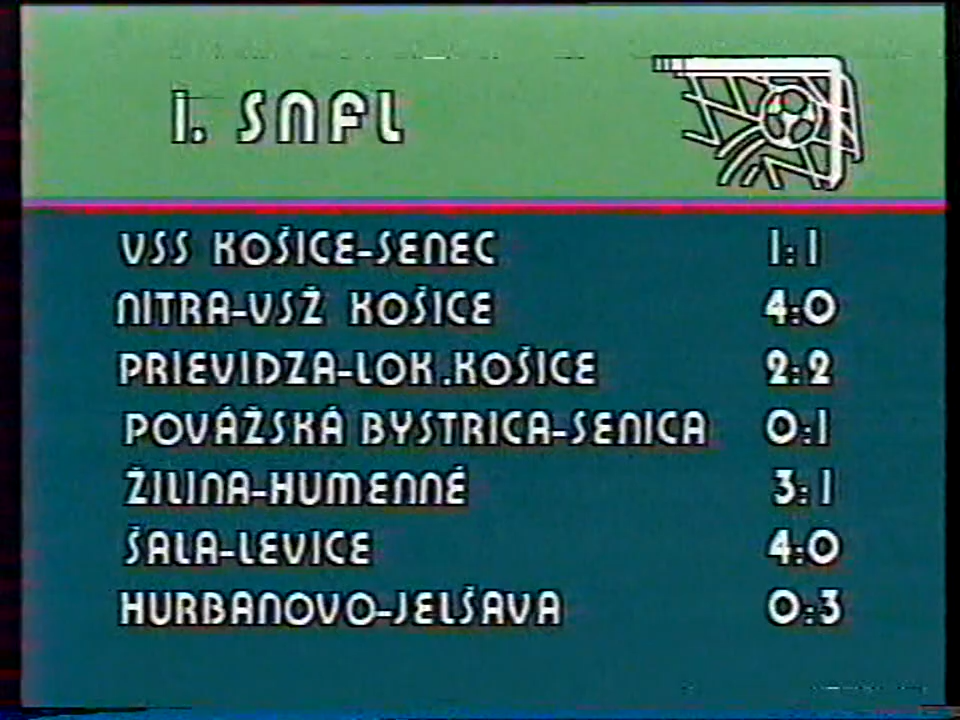 I. SNFL
VSS KOŠICE-SENEC 1:1
NITRA-VSŽ KOŠICE 4:0
PRIEVIDZA-LOK.KOŠICE 2:2
POVÁŽSKÁ BYSTRICA-SENICA 0:1
ŽILINA-HUMENNÉ 3:1
ŠALA-LEVICE 4:0
HURBANOVO-JELŠAVA 0:3